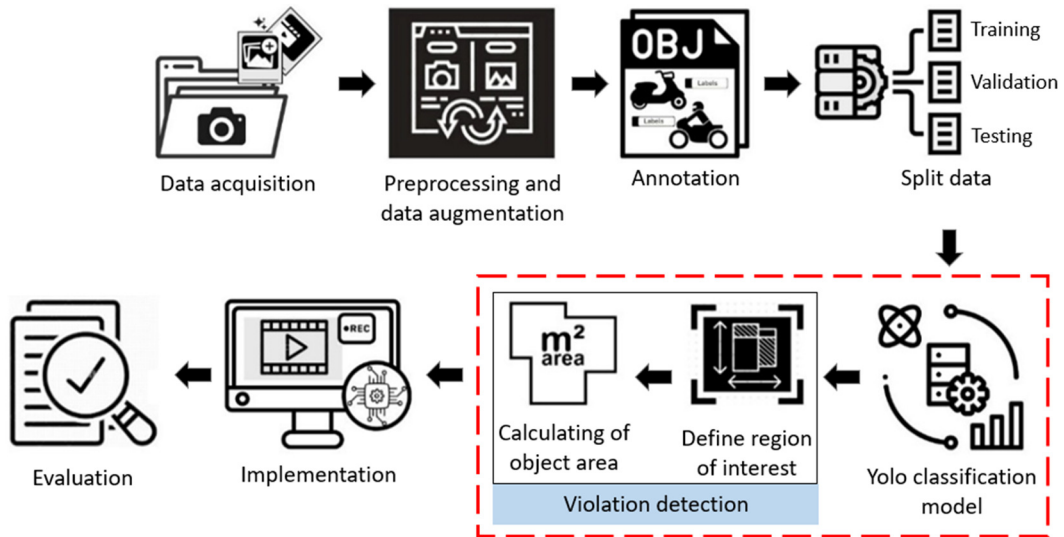 OBJ
Labels
Labels
Training
Validation
Testing
Data acquisition
Preprocessing and
data augmentation
Annotation
Split data
REC
m²
area
Calculating of
object area
Define region
of interest
Yolo classification
model
Violation detection
Implementation
Evaluation